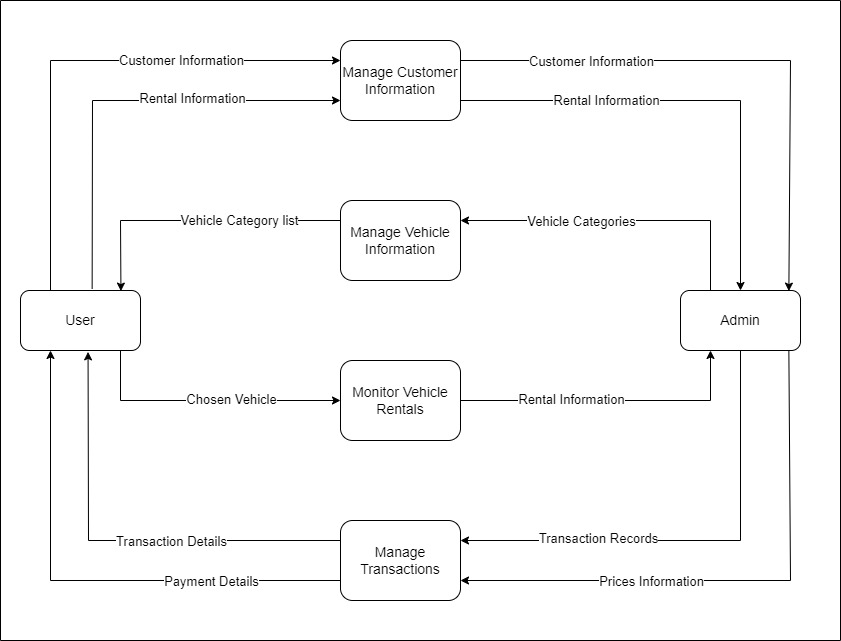 Customer Information
Manage Customer
Information
Customer Information
Rental Information
Rental Information
Vehicle Category list
Manage Vehicle
Information
Vehicle Categories
User
Admin
Chosen Vehicle
Monitor Vehicle
Rentals
Rental Information
Transaction Details
Manage
Transactions
Transaction Records
Payment Details
Prices Information